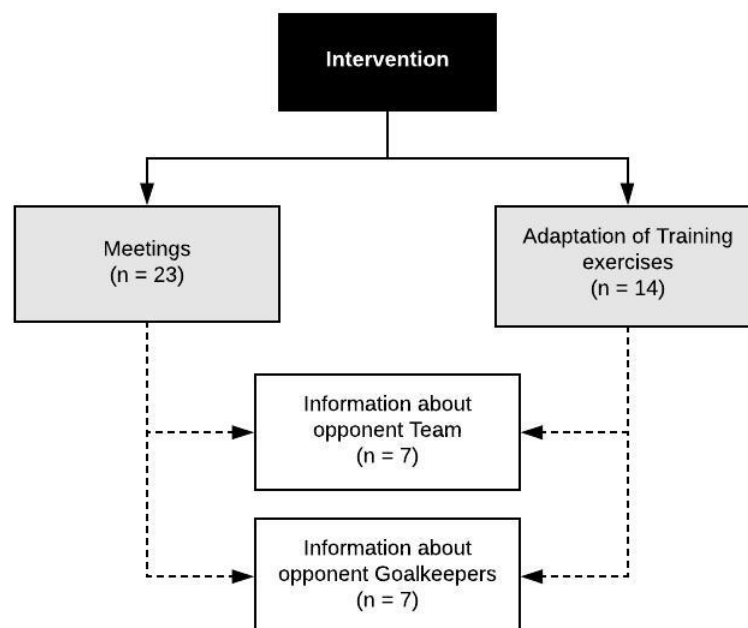 Intervention
Meetings
(n = 23)
Adaptation of Training
exercises
(n = 14)
Information about
opponent Team
(n = 7)
Information about
opponent Goalkeepers
(n = 7)